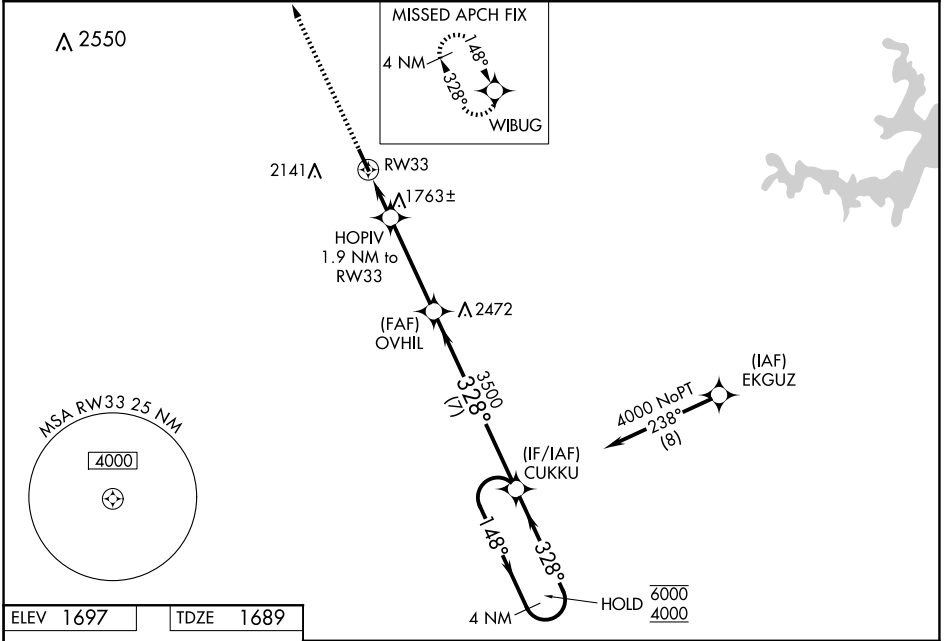 MISSED APCH FIX
148°
4 NM
328°
WIBUG
2550
2141
RW33
1763±
HOPIV
1.9 NM to
RW33
2472
(FAF)
OVHIL
3500
328°
(7)
(IAF)
EKGUZ
4000 NoPT
238°
(8)
MSA RW33 25 NM
4000
(IF/IAF)
CUKKU
148°
328°
4 NM
HOLD 6000
4000
ELEV 1697
TDZE 1689